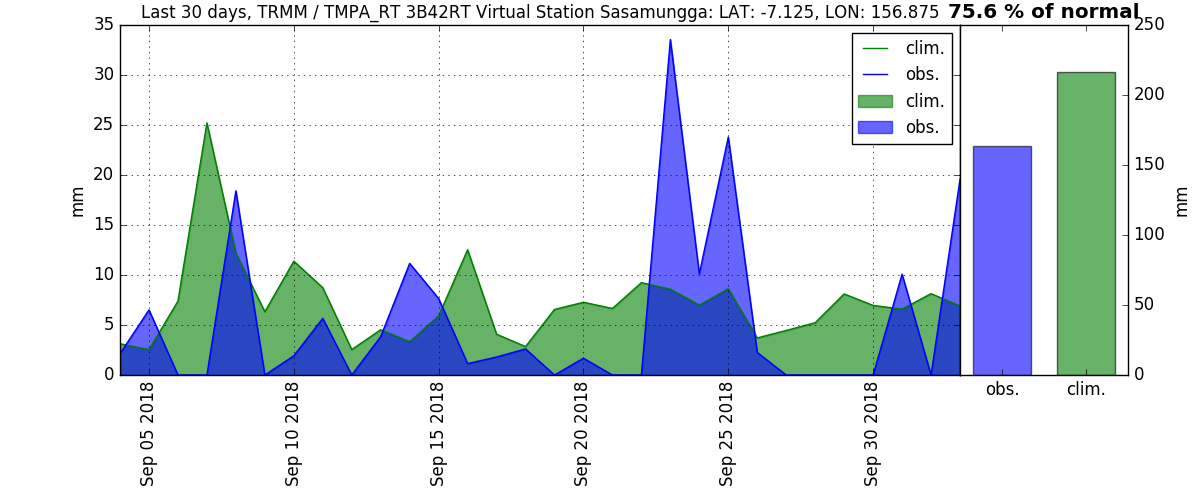 Last 30 days, TRMM / TMPA_RT 3B42RT Virtual Station Sasamungga: LAT: -7.125, LON: 156.875 75.6 % of normal
35
30
25
20
15
10
5
0
mm
clim.
obs.
clim.
obs.
250
200
150
100
50
0
mm
obs. clim.
Sep 05 2018
Sep 10 2018
Sep 15 2018
Sep 20 2018
Sep 25 2018
Sep 30 2018